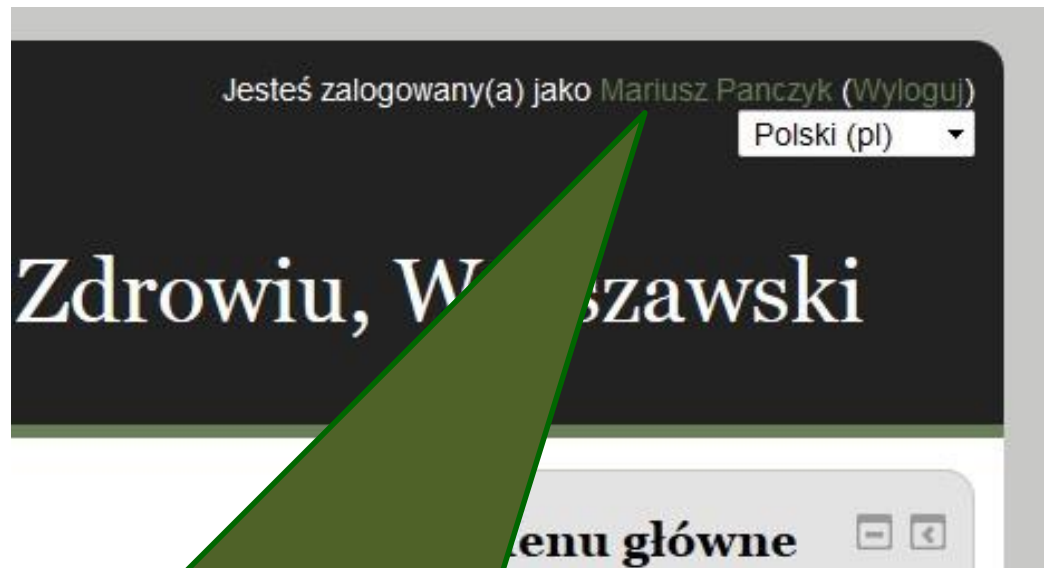 Jesteś zalogowany(a) jako Mariusz Panczyk (Wyloguj)
Polski (pl)
Zdrowiu,
główne